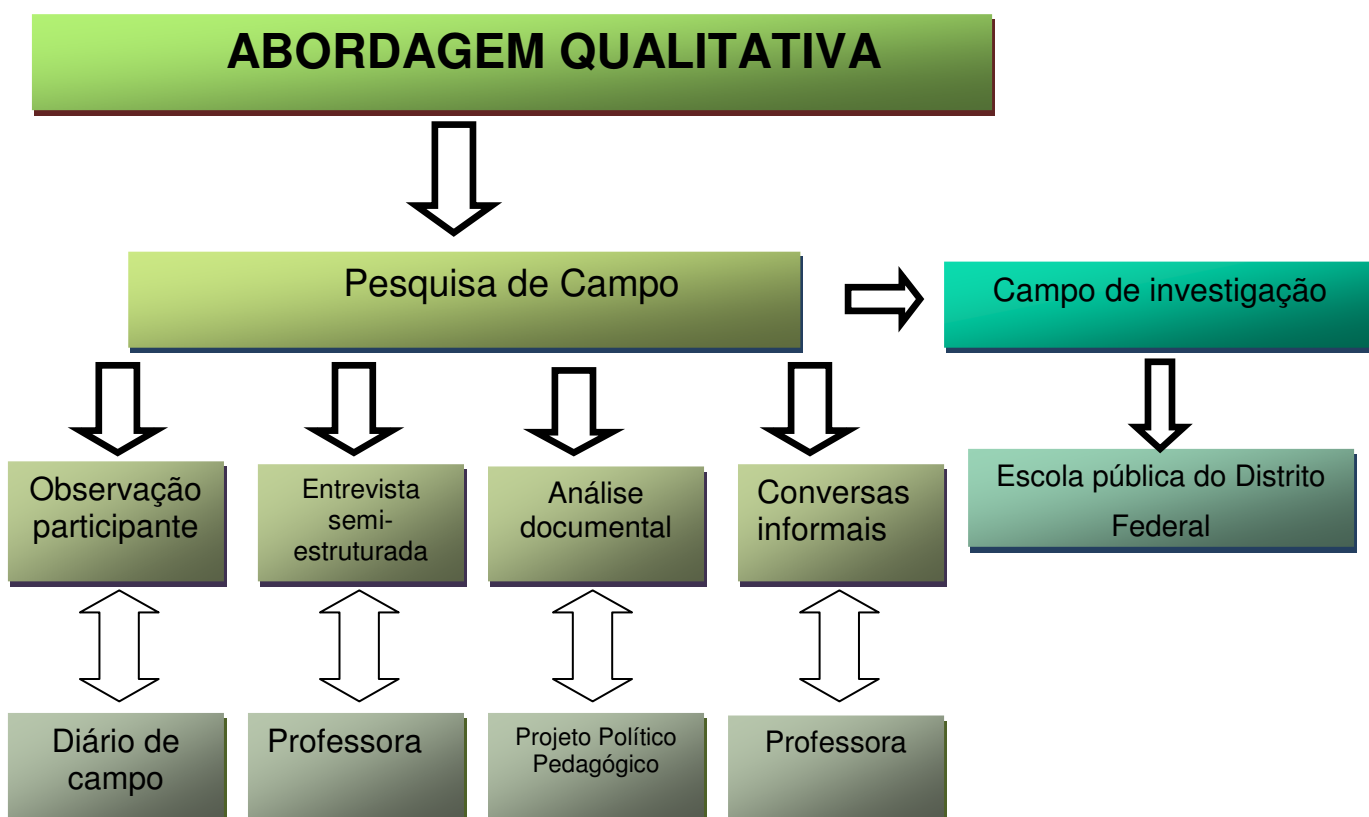 ABORDAGEM QUALITATIVA
Pesquisa de Campo
Campo de investigação
Observação
participante
Entrevista
semi-
estruturada
Análise
documental
Conversas
informais
Escola pública do Distrito
Federal
Diário de
campo
Professora
Projeto Político
Pedagógico
Professora